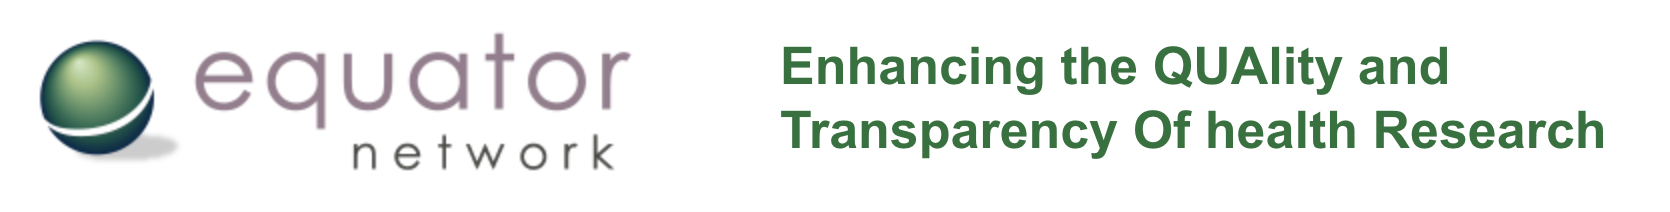 equator
network
Enhancing the QUAlity and
Transparency Of health Research